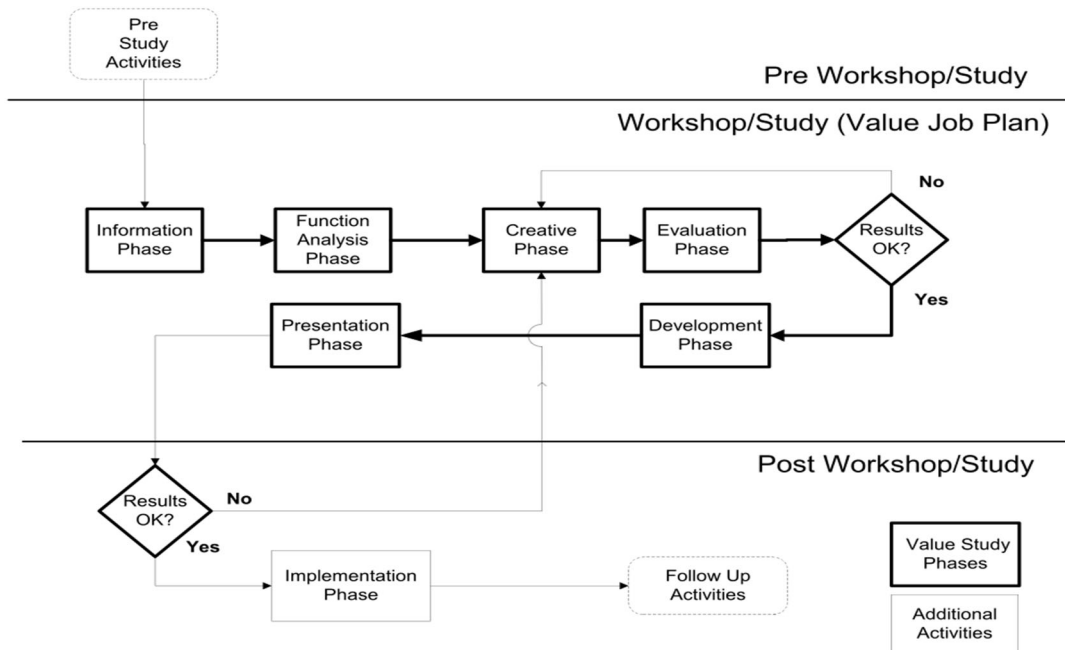 Pre
Study
Activities
Pre Workshop/Study
Workshop/Study (Value Job Plan)
No
Information
Phase
Function
Analysis
Phase
Creative
Phase
Evaluation
Phase
Results
OK?
Yes
Presentation
Phase
Development
Phase
Post Workshop/Study
Results
OK?
No
Yes
Implementation
Phase
Follow Up
Activities
Value Study
Phases
Additional
Activities